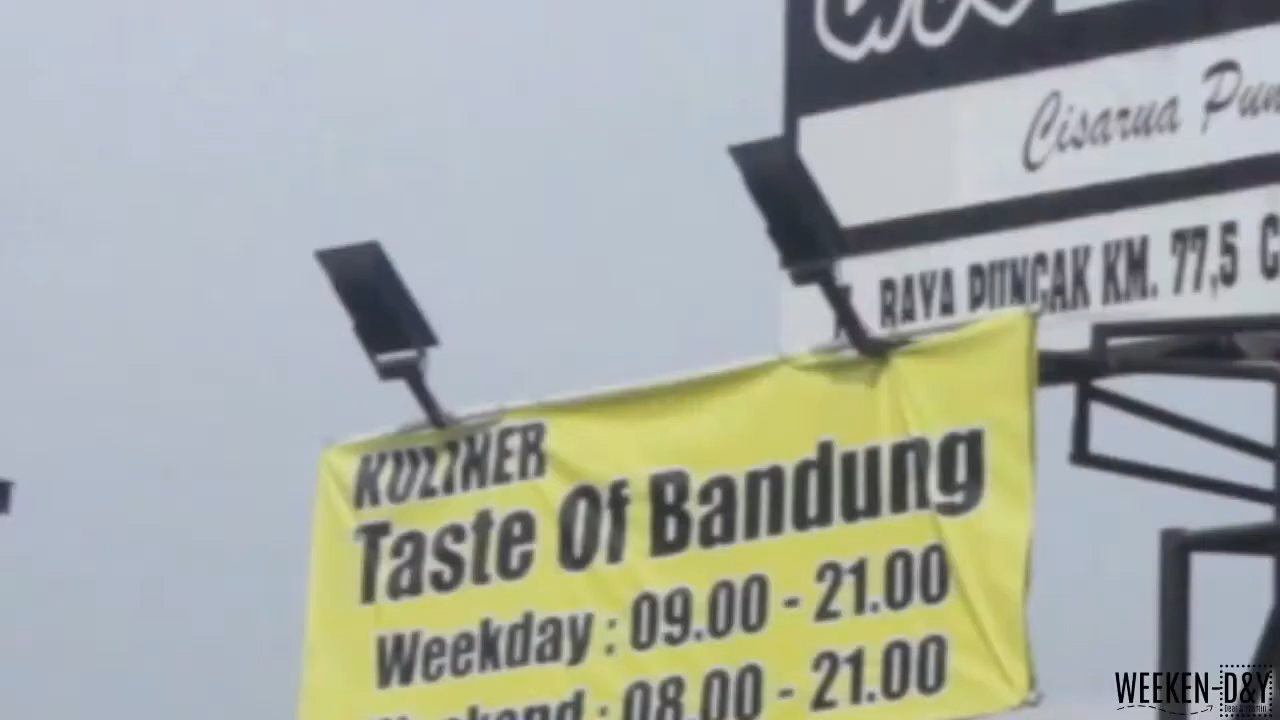 Cisarua
RAYA PUNCAK KM. 77,5
KULINER
Taste Of Bandung
Weekday : 09.00 - 21.00
08.00 - 21.00
WEEKEN-D&Y